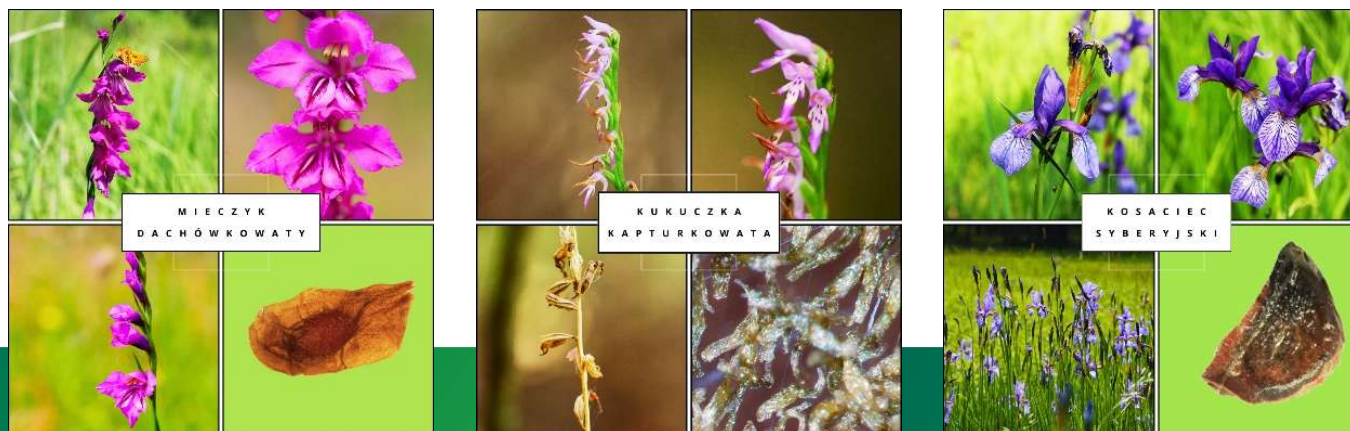 MIECZYK
DACHÓWKOWATY
KUKUCZKA
KAPTURKOWATA
KOSACIEC
SYBERYJSKI